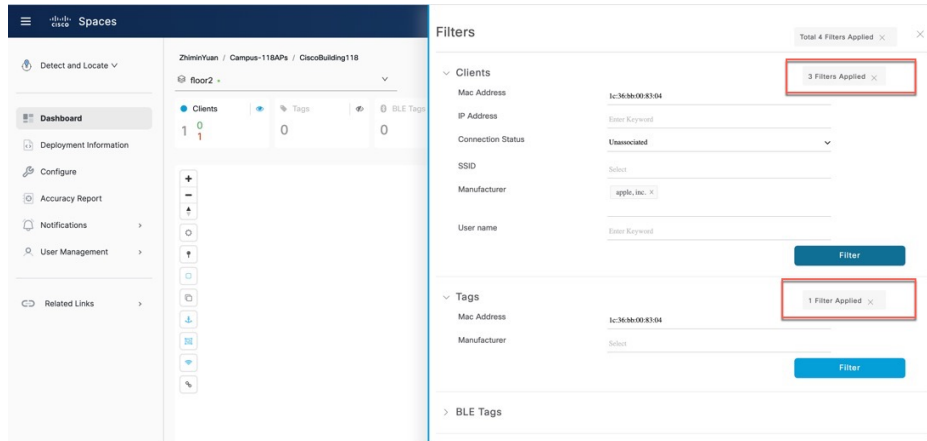 cisco Spaces
Detect and Locate
Dashboard
Deployment Information
Configure
Accuracy Report
Notifications
User Management
Related Links
ZhiminYuan / Campus-118APs / CiscoBuilding118
floor2
Clients
1 0 1
Tags
0
BLE Tags
0
Filters
Total 4 Filters Applied ×
×
Clients
3 Filters Applied ×
Mac Address 1c:36:bb:00:83:04
IP Address Enter Keyword
Connection Status Unassociated
SSID Select
Manufacturer apple, inc. ×
User name Enter Keyword
Filter
Tags
1 Filter Applied ×
Mac Address 1c:36:bb:00:83:04
Manufacturer Select
Filter
BLE Tags